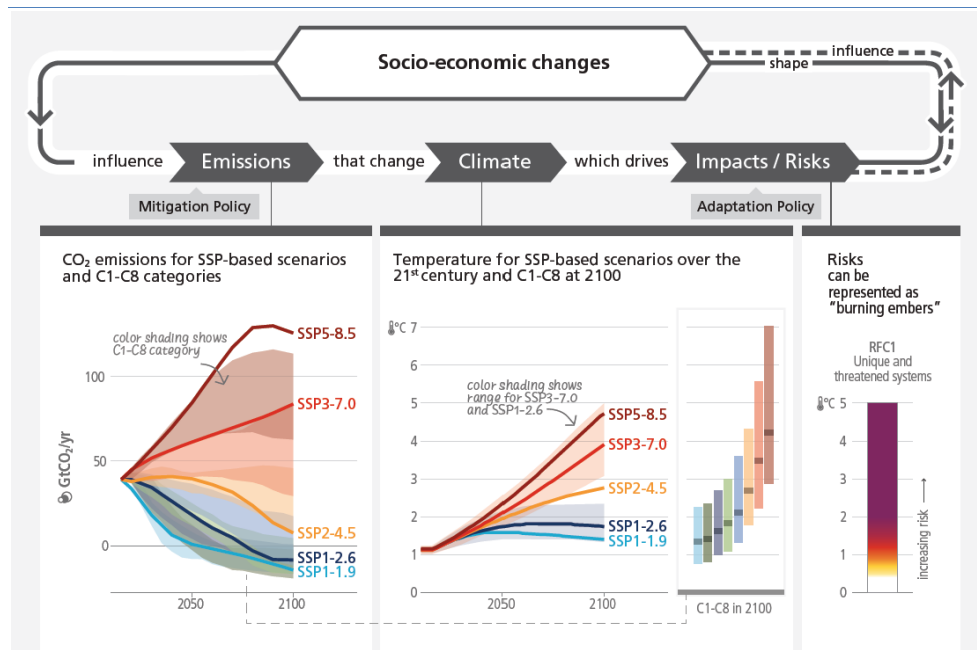 Socio-economic changes
influence
shape
influence
Emissions
that change
Climate
which drives
Impacts / Risks
Mitigation Policy
Adaptation Policy
CO₂ emissions for SSP-based scenarios
and C1-C8 categories
color shading shows
C1-C8 category
GtCO₂/yr
100
50
0
2050
2100
SSP5-8.5
SSP3-7.0
SSP2-4.5
SSP1-2.6
SSP1-1.9
Temperature for SSP-based scenarios over the
21st century and C1-C8 at 2100
°C 7
6
5
4
3
2
1
0
color shading shows
range for SSP3-7.0
and SSP1-2.6
SSP5-8.5
SSP3-7.0
SSP2-4.5
SSP1-2.6
SSP1-1.9
2050
2100
C1-C8 in 2100
Risks
can be
represented as
“burning embers”
RFC1
Unique and
threatened systems
°C 5
4
3
2
1
0
increasing risk